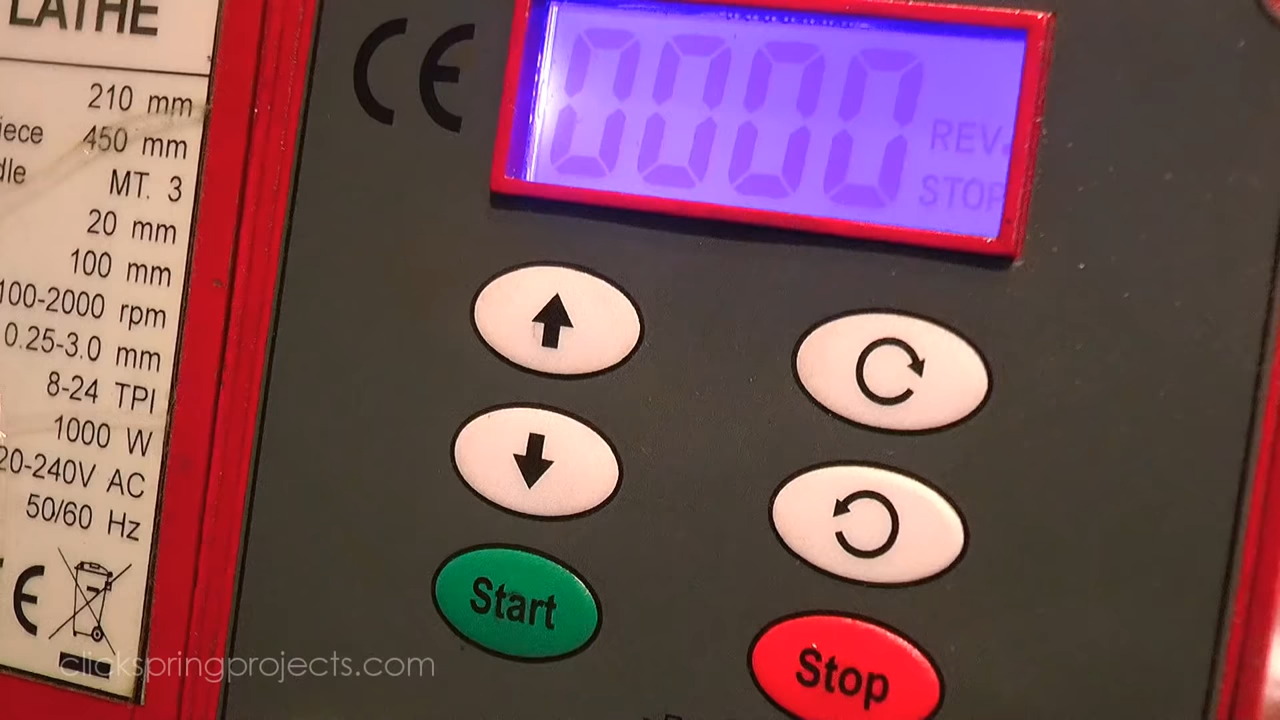 LATHE
210 mm
iece 450 mm
dle MT. 3
20 mm
100 mm
100-2000 rpm
0.25-3.0 mm
8-24 TPI
1000 W
20-240V AC
50/60 Hz
CE
clickspringprojects.com
CE
0000
REV.
STOP
Start
Stop